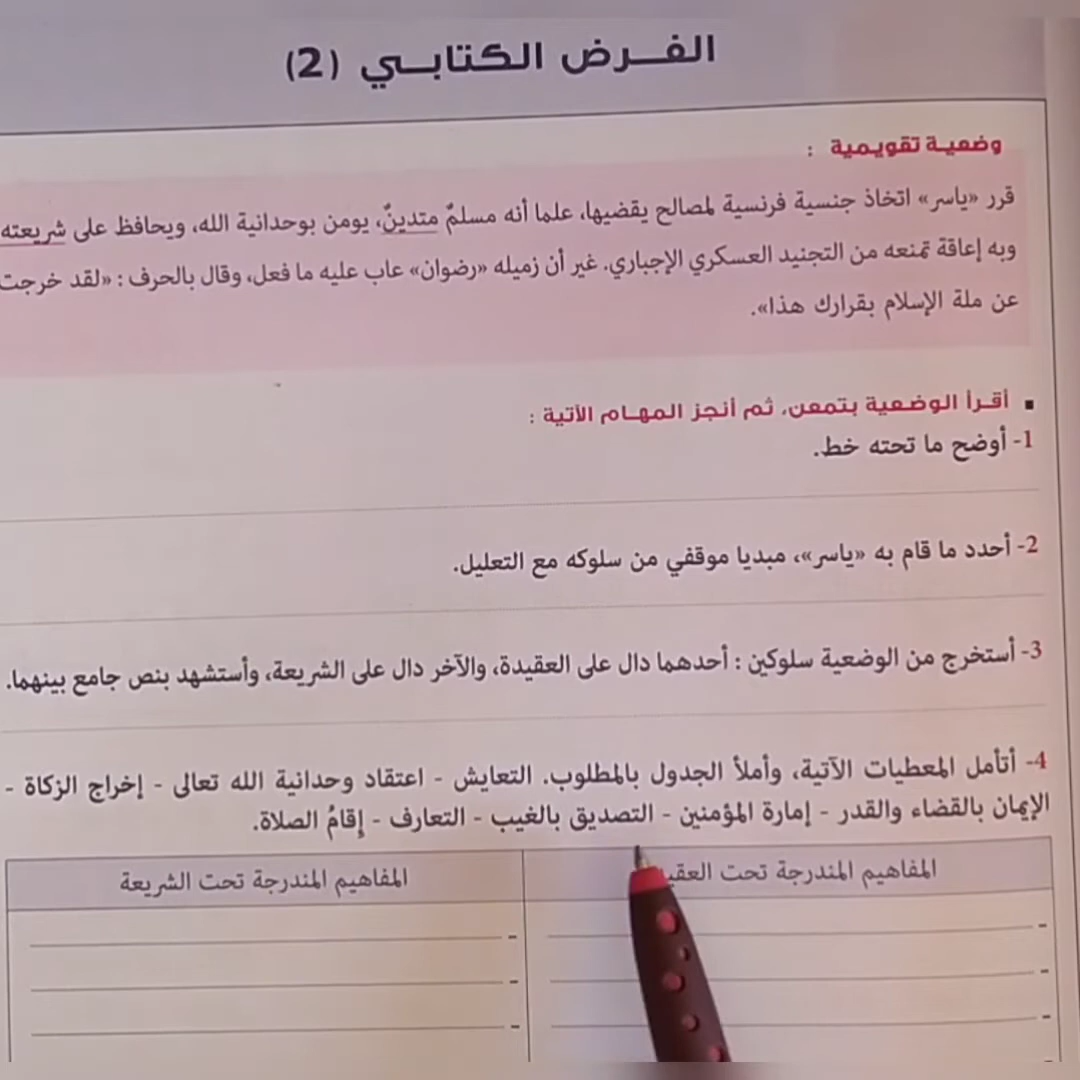 الفرض الكتابي (2)
وضعية تقويمية :
قرر «ياسر» اتخاذ جنسية فرنسية لمصالح يقضيها، علما أنه مسلمٌ متدينٌ، يومن بوحدانية الله، ويحافظ على شريعته
وبه إعاقة تمنعه من التجنيد العسكري الإجباري. غير أن زميله «رضوان» عاب عليه ما فعل، وقال بالحرف : «لقد خرجت
عن ملة الإسلام بقرارك هذا».
▪ أقرأ الوضعية بتمعن، ثم أنجز المهام الآتية :
1- أوضح ما تحته خط.
2- أحدد ما قام به «ياسر»، مبديا موقفي من سلوكه مع التعليل.
3- أستخرج من الوضعية سلوكين : أحدهما دال على العقيدة، والآخر دال على الشريعة، وأستشهد بنص جامع بينهما.
4- أتأمل المعطيات الآتية، وأملأ الجدول بالمطلوب. التعايش - اعتقاد وحدانية الله تعالى - إخراج الزكاة -
الإيمان بالقضاء والقدر - إمارة المؤمنين - التصديق بالغيب - التعارف - إقامُ الصلاة.
المفاهيم المندرجة تحت
المفاهيم المندرجة تحت الشريعة